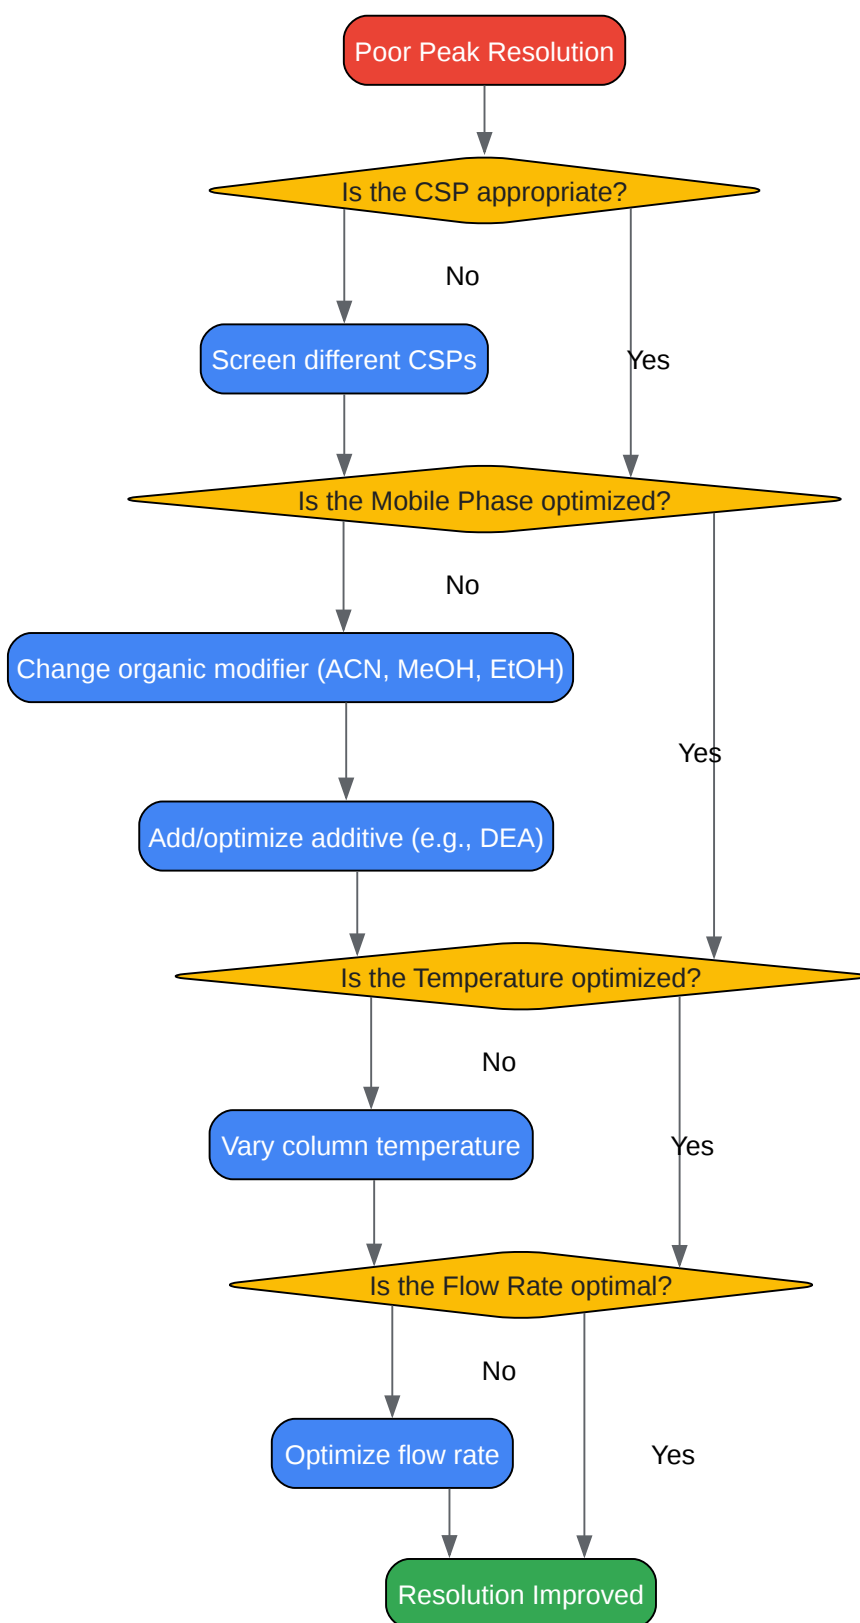 Poor Peak Resolution
Is the CSP appropriate?
No
Screen different CSPs
Yes
Is the Mobile Phase optimized?
No
Change organic modifier (ACN, MeOH, EtOH)
Yes
Add/optimize additive (e.g., DEA)
Is the Temperature optimized?
No
Vary column temperature
Yes
Is the Flow Rate optimal?
No
Optimize flow rate
Yes
Resolution Improved